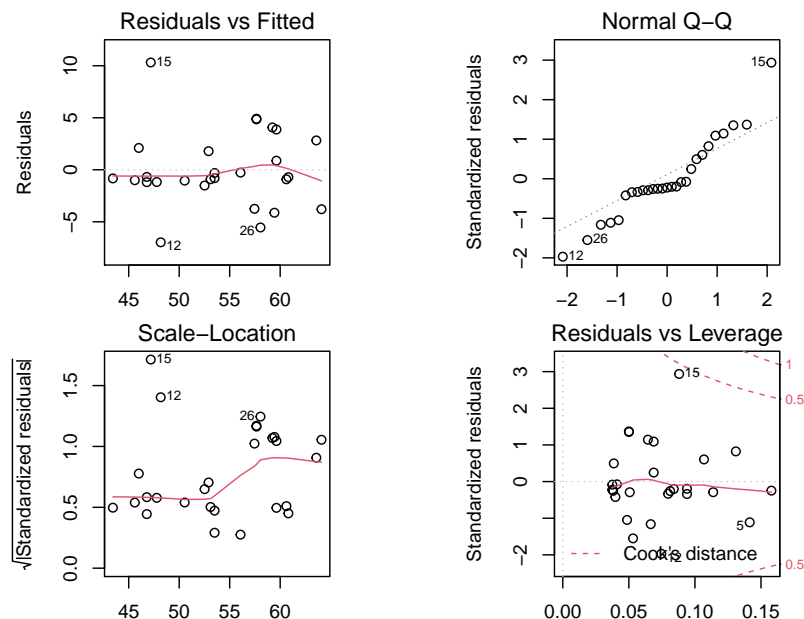 Residuals vs Fitted
Residuals
10
5
0
−5
15
12
26
45 50 55 60
Normal Q−Q
Standardized residuals
3
2
1
0
−1
−2
15
26
12
−2 −1 0 1 2
Scale−Location
√|Standardized residuals|
1.5
1.0
0.5
0.0
15
12
26
45 50 55 60
Residuals vs Leverage
Standardized residuals
3
2
0
−2
15
5
12
Cook's distance
1
0.5
0.5
0.00 0.05 0.10 0.15